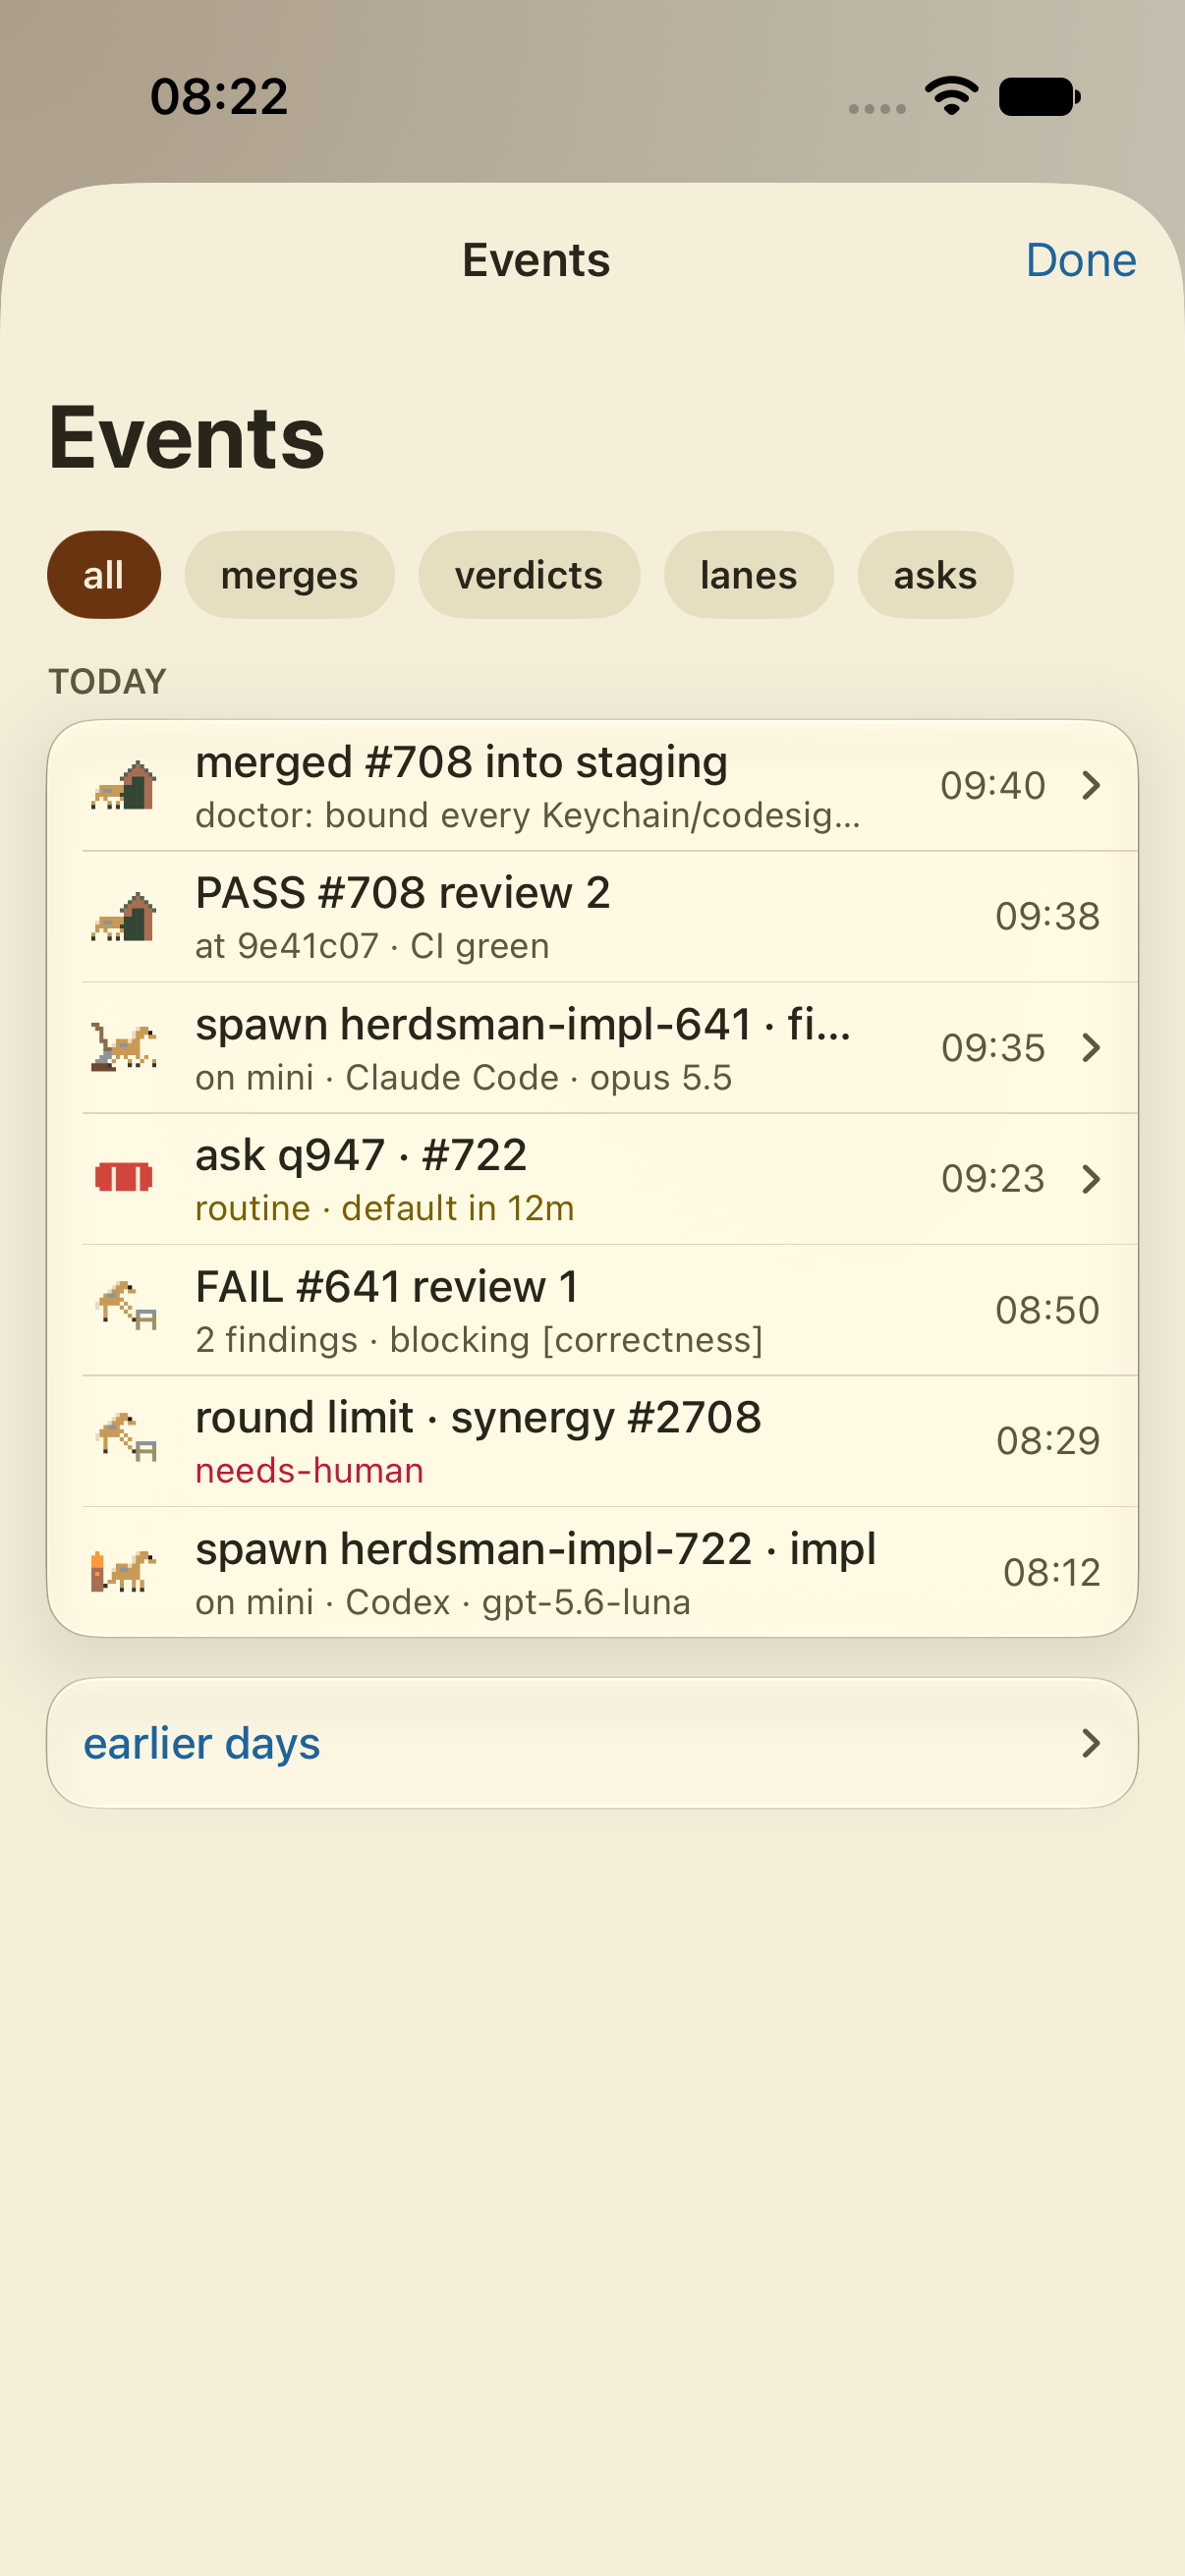 08:22
Events
Done
Events
all
merges
verdicts
lanes
asks
TODAY
merged #708 into staging
doctor: bound every Keychain/codesig...
09:40
PASS #708 review 2
at 9e41c07 · CI green
09:38
spawn herdsman-impl-641 · fi...
on mini · Claude Code · opus 5.5
09:35
ask q947 · #722
routine · default in 12m
09:23
FAIL #641 review 1
2 findings · blocking [correctness]
08:50
round limit · synergy #2708
needs-human
08:29
spawn herdsman-impl-722 · impl
on mini · Codex · gpt-5.6-luna
08:12
earlier days